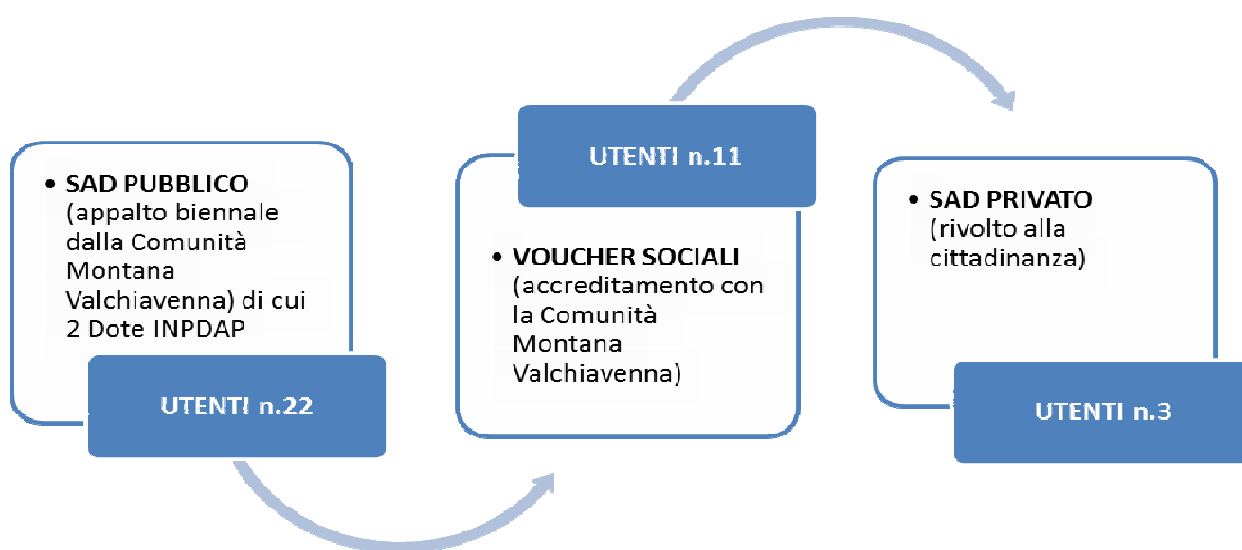 • SAD PUBBLICO
(appalto biennale
dalla Comunità
Montana
Valchiavenna) di cui
2 Dote INPDAP
UTENTI n.22
UTENTI n.11
• VOUCHER SOCIALI
(accreditamento con
la Comunità
Montana
Valchiavenna)
• SAD PRIVATO
(rivolto alla
cittadinanza)
UTENTI n.3